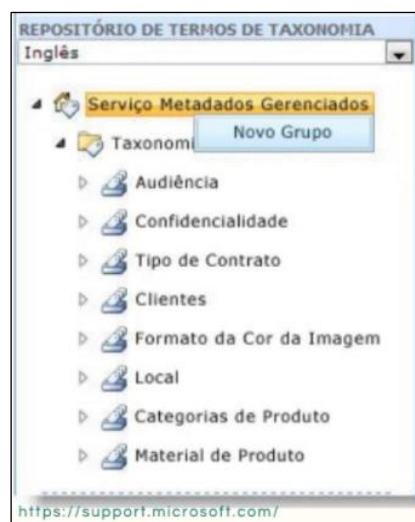 REPOSITÓRIO DE TERMOS DE TAXONOMIA
Inglês
Serviço Metadados Gerenciados
Novo Grupo
Taxonomi
Audiência
Confidencialidade
Tipo de Contrato
Clientes
Formato da Cor da Imagem
Local
Categorias de Produto
Material de Produto
https://support.microsoft.com/